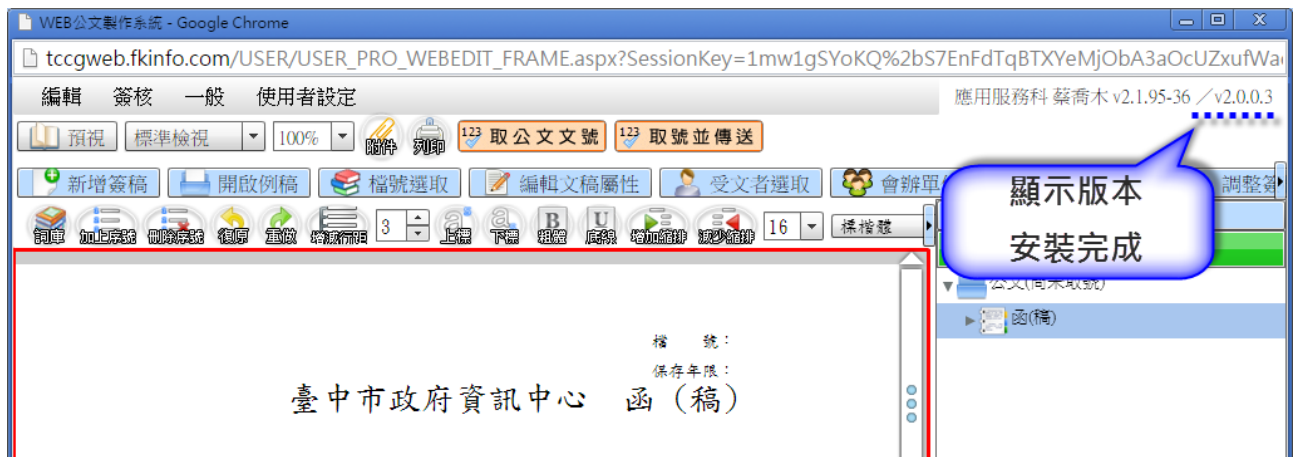 WEB公文製作系統 - Google Chrome
tccgweb.fkinfo.com/USER/USER_PRO_WEBEDIT_FRAME.aspx?SessionKey=1mw1gSYoKQ%2bS7EnFdTqBTXYeMjObA3aOcUZxufWa
編輯 簽核 一般 使用者設定 應用服務科 蔡喬木 v2.1.95-36 ／v2.0.0.3
預視 標準檢視 100% 附件 列印 123 取公文文號 123 取號並傳送
新增簽稿 開啟例稿 檔號選取 編輯文稿屬性 受文者選取 會辦單 調整簽
顯示版本
安裝完成
詞庫 加上序號 刪除序號 復原 重做 縮放行距 3 上標 下標 B 粗體 U 底線 增加縮排 減少縮排 16 標楷體
公文(尚未取號)
函(稿)
檔 號：
保存年限：
臺中市政府資訊中心 函（稿）